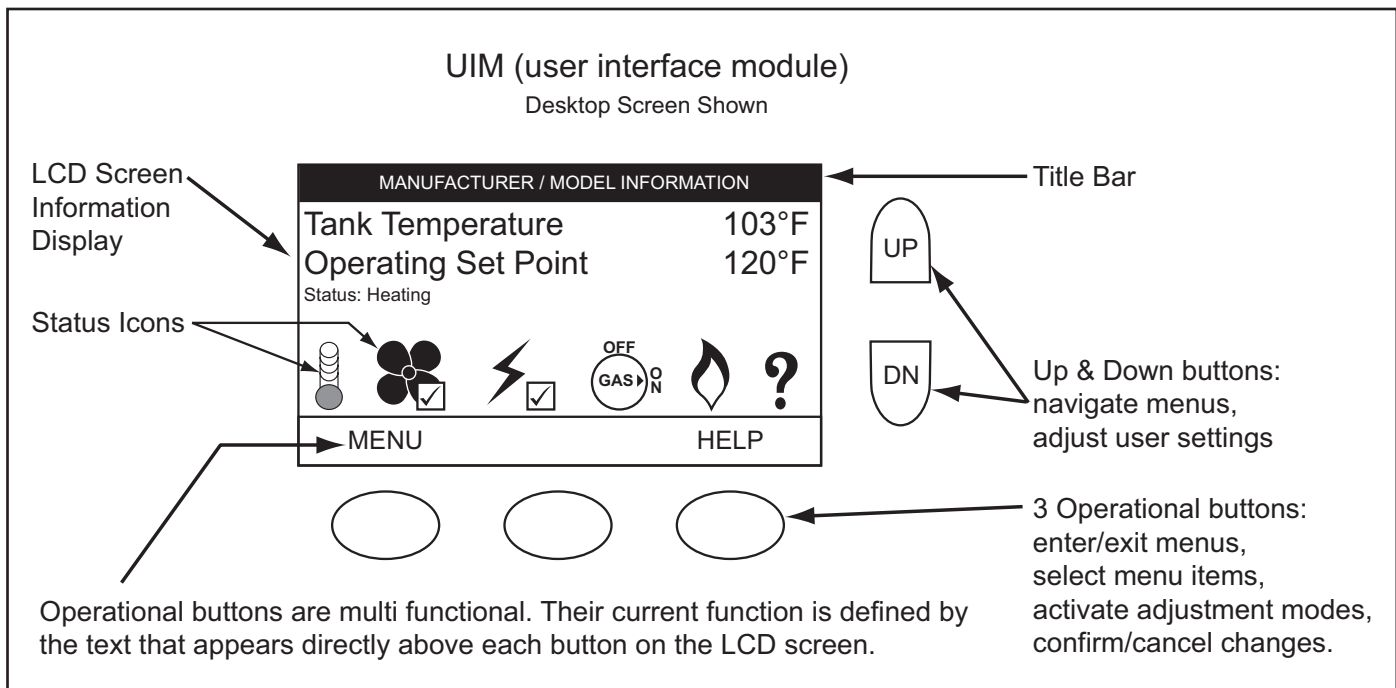 UIM (user interface module)
Desktop Screen Shown
LCD Screen
Information
Display
MANUFACTURER / MODEL INFORMATION
Title Bar
Tank Temperature 103°F
Operating Set Point 120°F
Status: Heating
UP
Status Icons
OFF
GAS
ON
?
DN
Up & Down buttons:
navigate menus,
adjust user settings
MENU HELP
3 Operational buttons:
enter/exit menus,
select menu items,
activate adjustment modes,
confirm/cancel changes.
Operational buttons are multi functional. Their current function is defined by
the text that appears directly above each button on the LCD screen.